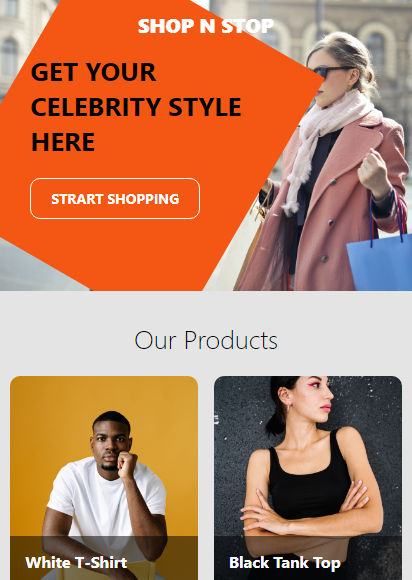 SHOP N STOP
GET YOUR
CELEBRITY STYLE
HERE
STRART SHOPPING
Our Products
White T-Shirt
Black Tank Top